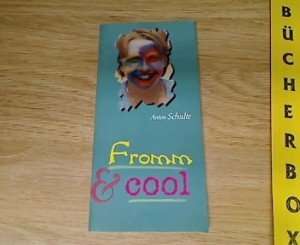 Anton Schulte
Fromm
& cool
BÜCHERBOX